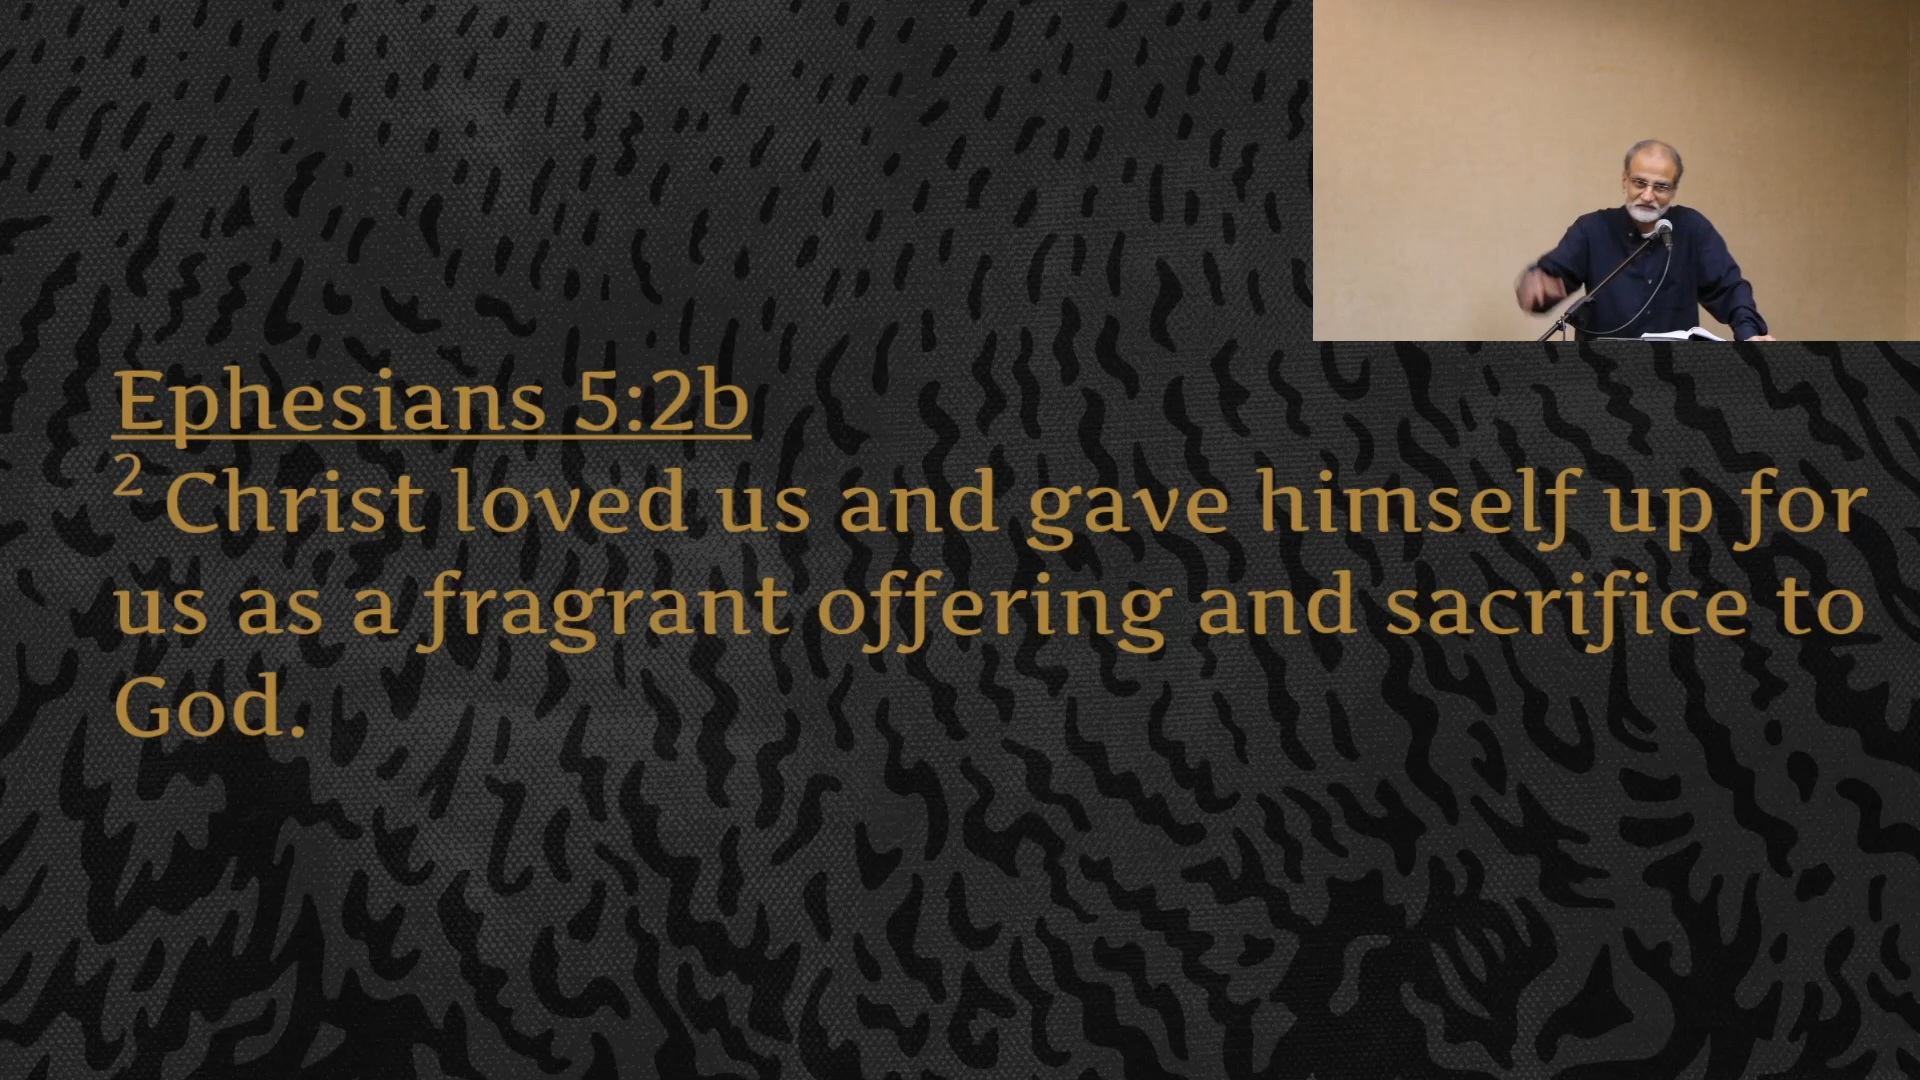 Ephesians 5:2b
² Christ loved us and gave himself up for
us as a fragrant offering and sacrifice to
God.